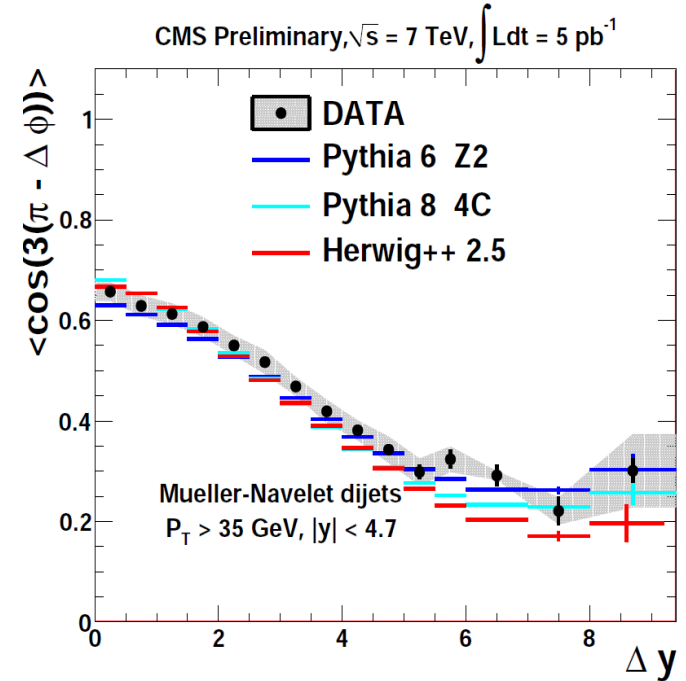 CMS Preliminary,√s = 7 TeV,∫Ldt = 5 pb⁻¹
<cos(3(π - Δ ϕ))>
DATA
Pythia 6 Z2
Pythia 8 4C
Herwig++ 2.5
Mueller-Navelet dijets
P_T > 35 GeV, |y| < 4.7
1
0.8
0.6
0.4
0.2
0
0 2 4 6 8
Δ y